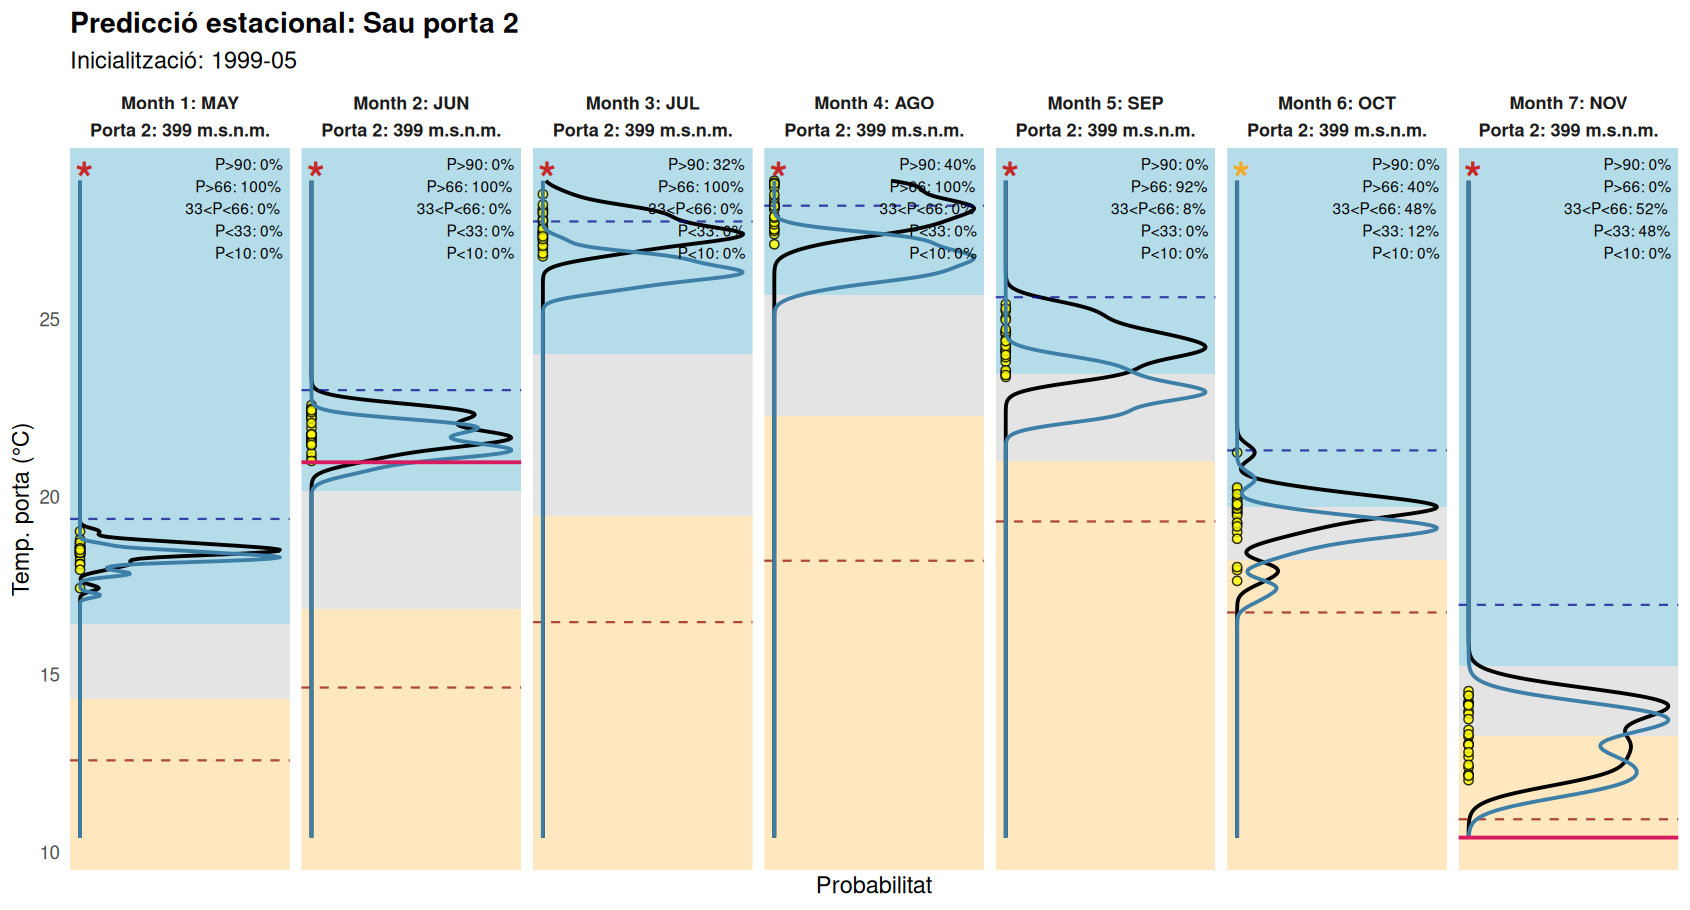 Predicció estacional: Sau porta 2
Inicialització: 1999-05
Month 1: MAY
Porta 2: 399 m.s.n.m.
Month 2: JUN
Porta 2: 399 m.s.n.m.
Month 3: JUL
Porta 2: 399 m.s.n.m.
Month 4: AGO
Porta 2: 399 m.s.n.m.
Month 5: SEP
Porta 2: 399 m.s.n.m.
Month 6: OCT
Porta 2: 399 m.s.n.m.
Month 7: NOV
Porta 2: 399 m.s.n.m.
P>90: 0%
P>66: 100%
33<P<66: 0%
P<33: 0%
P<10: 0%
P>90: 0%
P>66: 100%
33<P<66: 0%
P<33: 0%
P<10: 0%
P>90: 32%
P>66: 100%
33<P<66: 0%
P<33: 0%
P<10: 0%
P>90: 40%
P>66: 100%
33<P<66: 0%
P<33: 0%
P<10: 0%
P>90: 0%
P>66: 92%
33<P<66: 8%
P<33: 0%
P<10: 0%
P>90: 0%
P>66: 40%
33<P<66: 48%
P<33: 12%
P<10: 0%
P>90: 0%
P>66: 0%
33<P<66: 52%
P<33: 48%
P<10: 0%
25
20
15
10
Temp. porta (°C)
Probabilitat